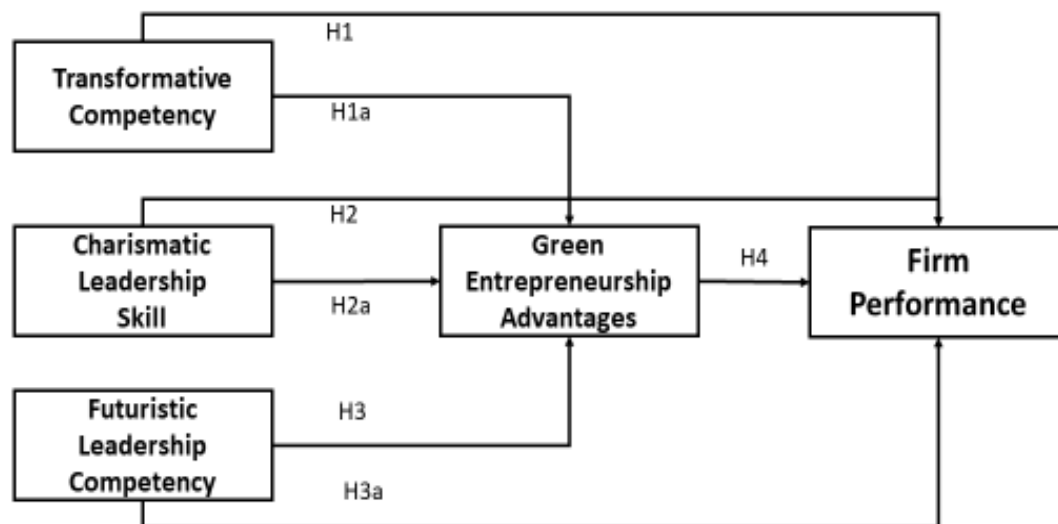 H1
Transformative
Competency
H1a
H2
Charismatic
Leadership
Skill
H2a
Green
Entrepreneurship
Advantages
H4
Firm
Performance
Futuristic
Leadership
Competency
H3
H3a